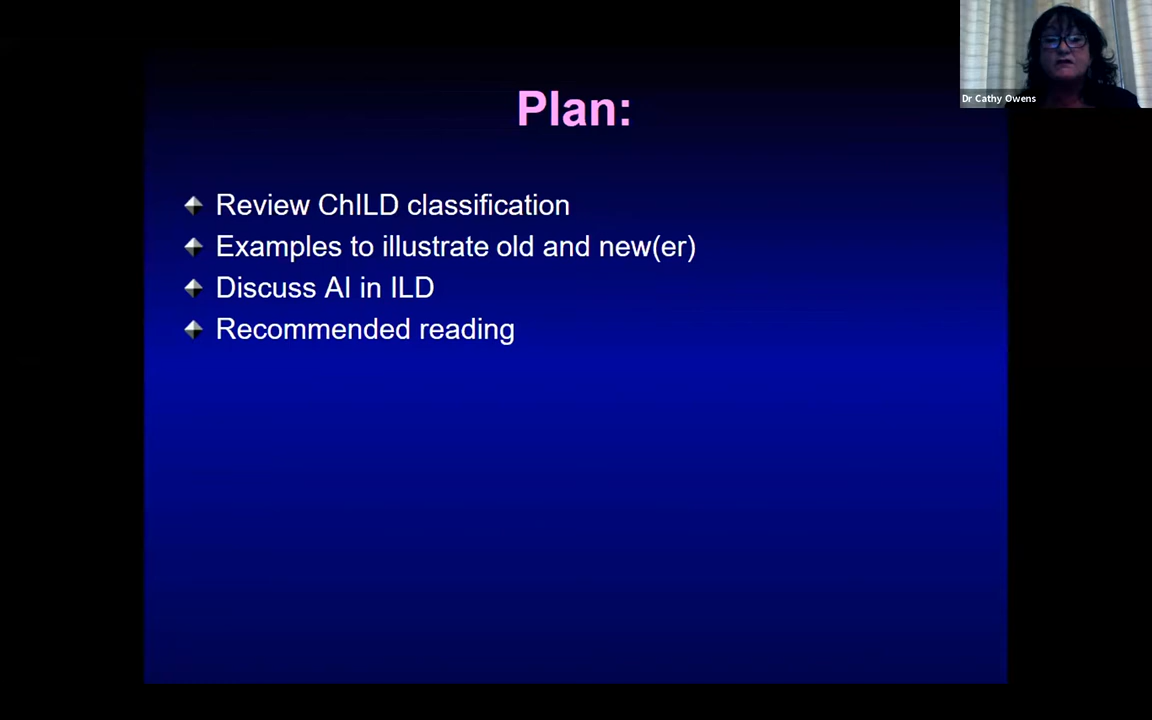 Plan:
Review ChILD classification
Examples to illustrate old and new(er)
Discuss AI in ILD
Recommended reading
Dr Cathy Owens